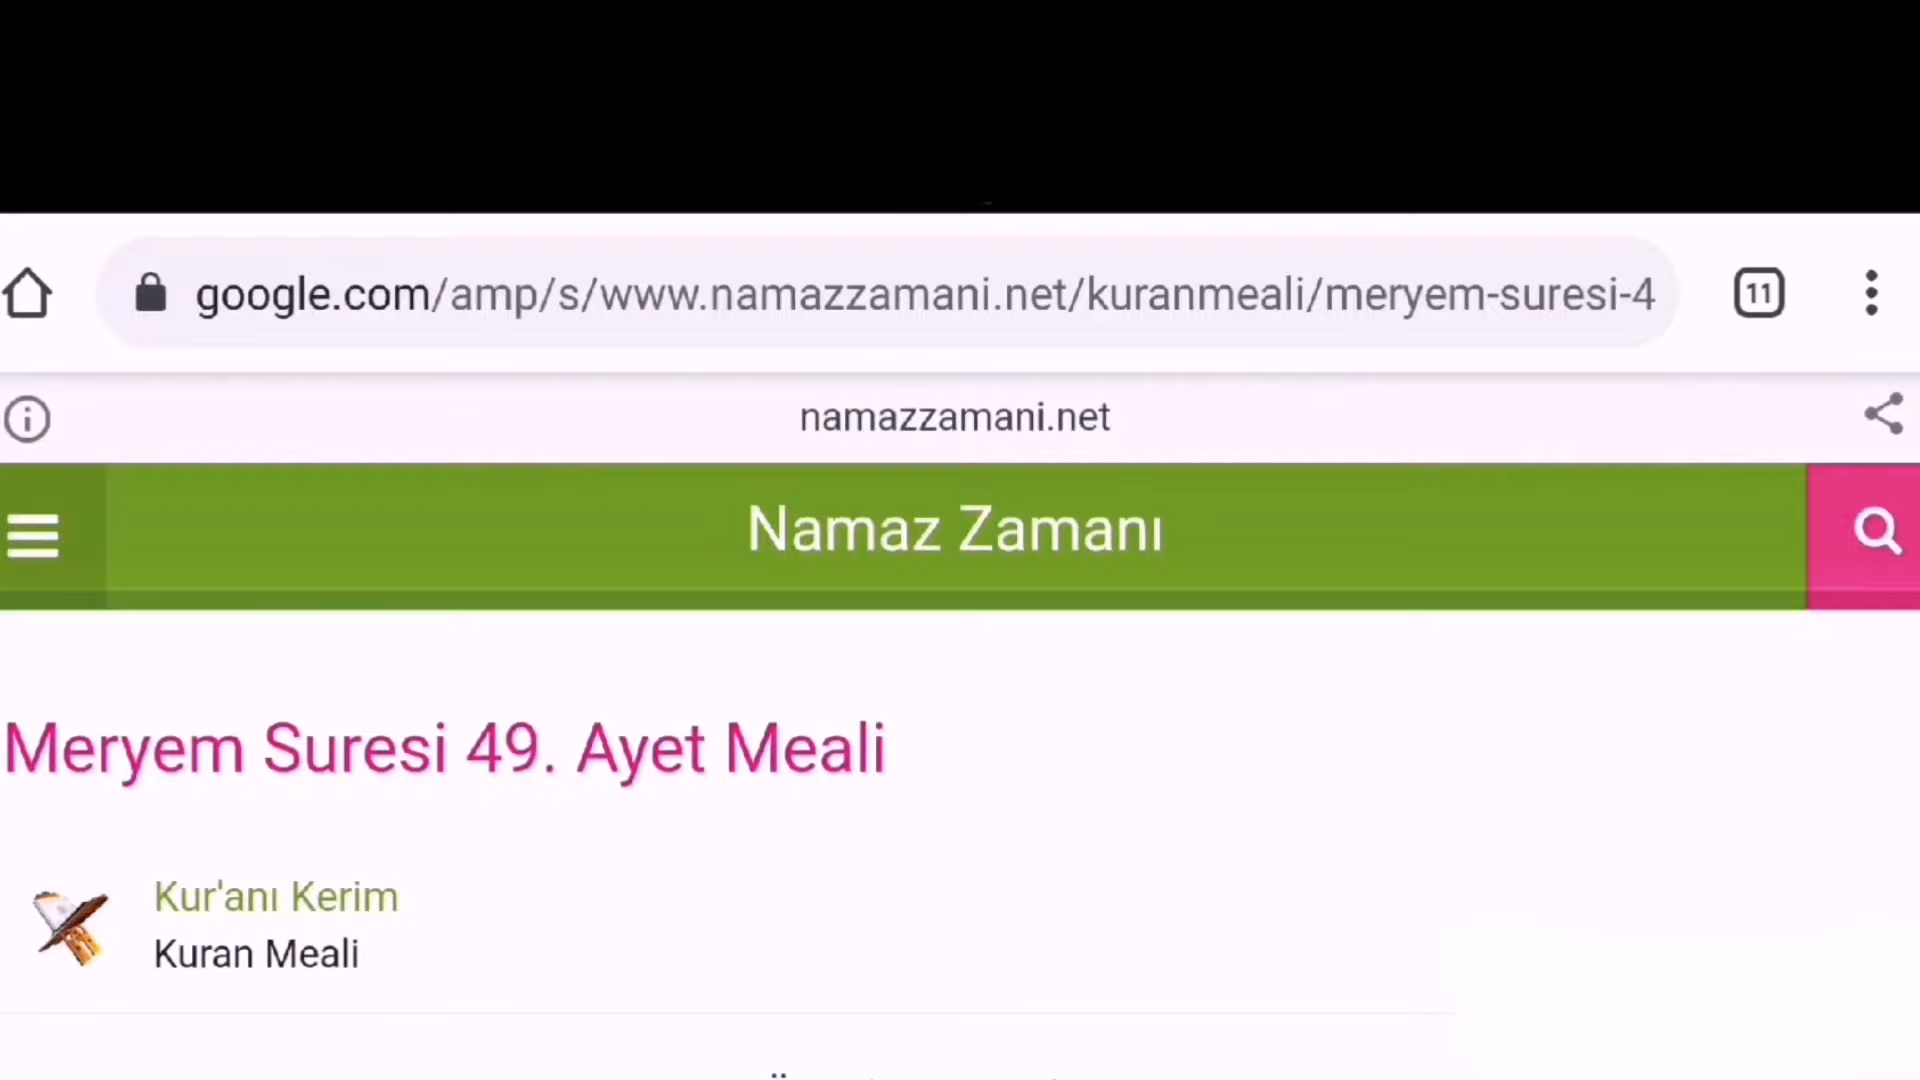 google.com/amp/s/www.namazzamani.net/kuranmeali/meryem-suresi-4
11
namazzamani.net
Namaz Zamanı
Meryem Suresi 49. Ayet Meali
Kur'anı Kerim
Kuran Meali